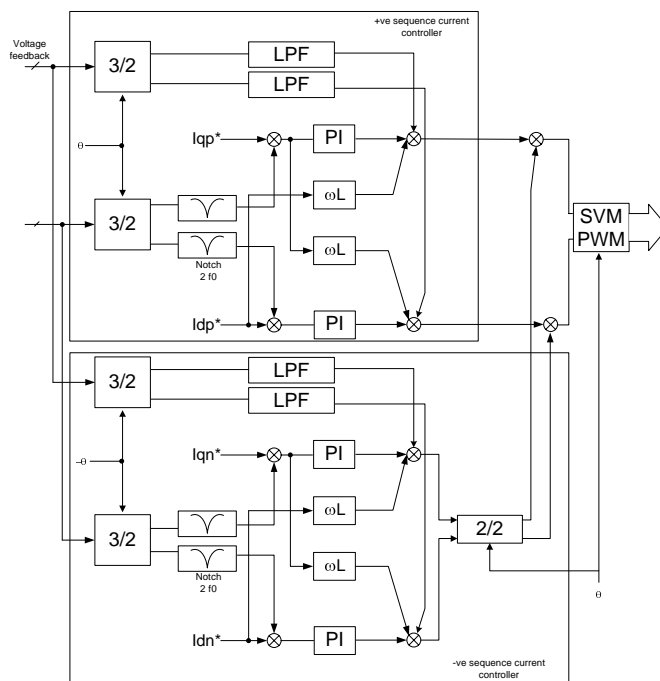 +ve sequence current
controller
Voltage
feedback
3/2
LPF
LPF
θ
Iqp*
PI
ωL
3/2
Notch
2 f0
ωL
Idp*
PI
SVM
PWM
3/2
LPF
LPF
-θ
Iqn*
PI
ωL
3/2
Notch
2 f0
ωL
2/2
Idn*
PI
θ
-ve sequence current
controller